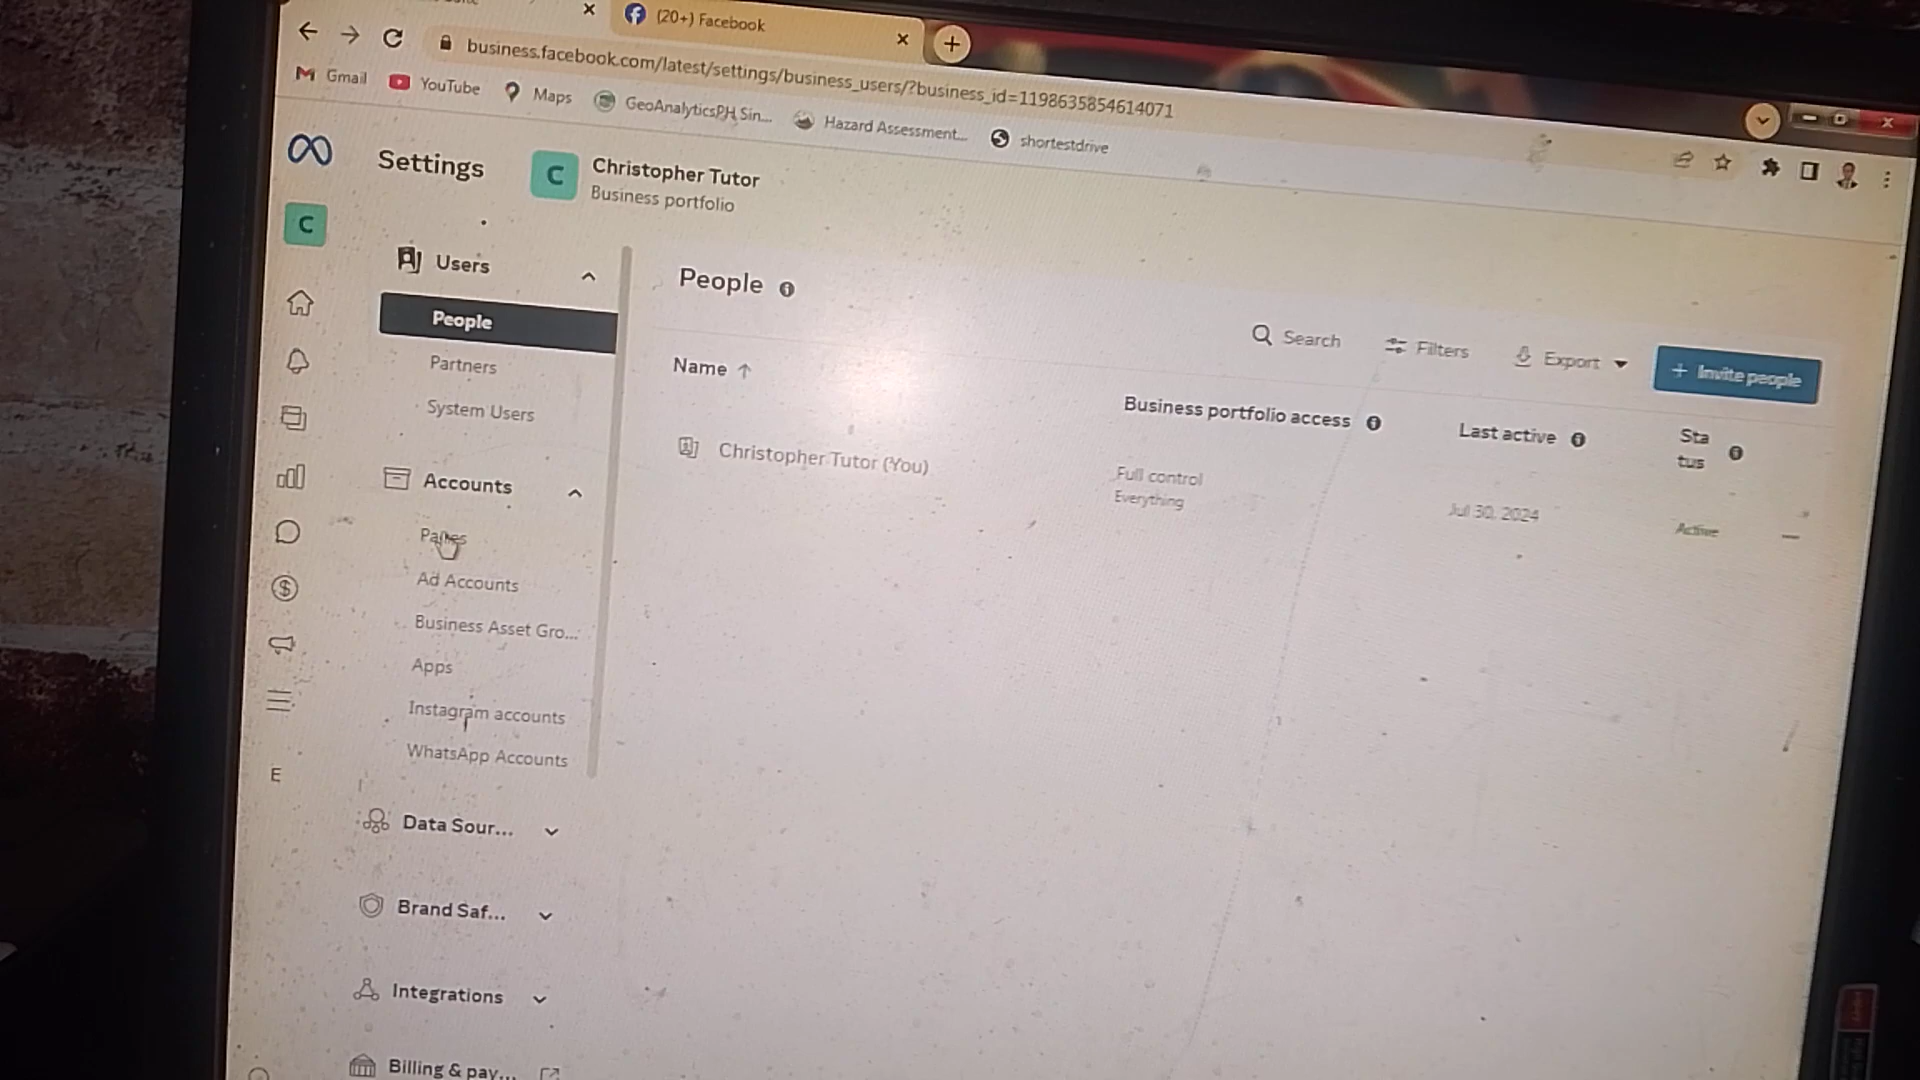 (20+) Facebook
business.facebook.com/latest/settings/business_users/?business_id=1198635854614071
Gmail
YouTube
Maps
GeoAnalyticsPH Sin...
Hazard Assessment...
shortestdrive
Settings
C
Christopher Tutor
Business portfolio
C
Users
People
Partners
System Users
Accounts
Pages
Ad Accounts
Business Asset Gro...
Apps
Instagram accounts
WhatsApp Accounts
E
Data Sour...
Brand Saf...
Integrations
Billing & pay...
People
Search
Filters
Export
+ Invite people
Name ↑
Business portfolio access
Last active
Sta
tus
Christopher Tutor (You)
Full control
Everything
Jul 30, 2024
Active